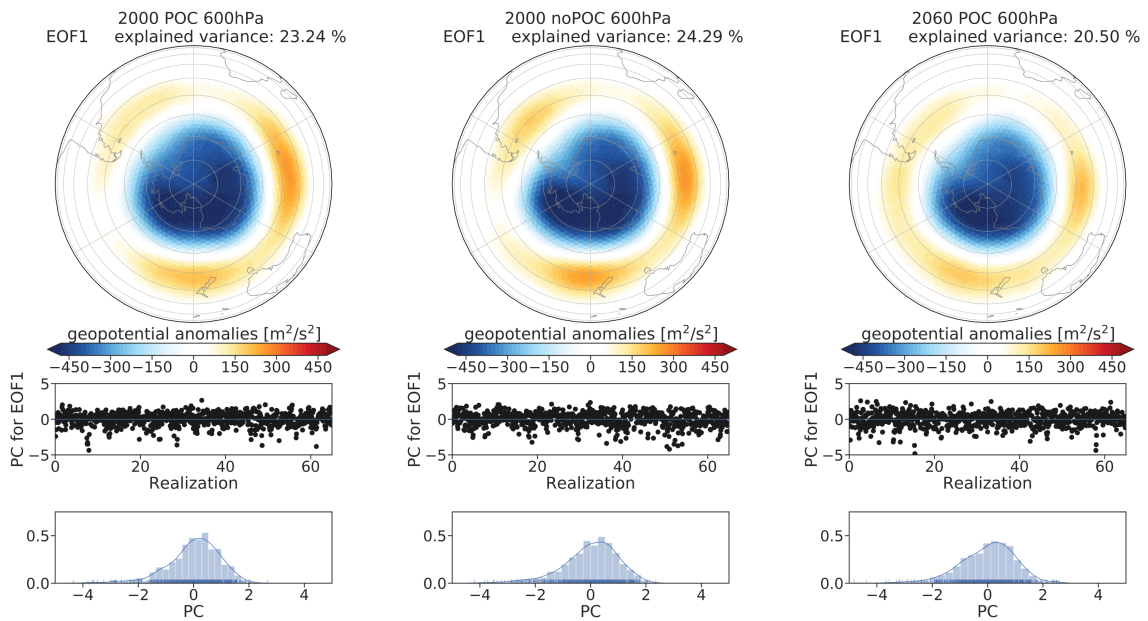 2000 POC 600hPa
EOF1 explained variance: 23.24 %
geopotential anomalies [m²/s²]
−450 −300 −150 0 150 300 450
5
0
−5
PC for EOF1
0 20 40 60
Realization
0.5
0.0
−4 −2 0 2 4
PC
2000 noPOC 600hPa
EOF1 explained variance: 24.29 %
geopotential anomalies [m²/s²]
−450 −300 −150 0 150 300 450
5
0
−5
PC for EOF1
0 20 40 60
Realization
0.5
0.0
−4 −2 0 2 4
PC
2060 POC 600hPa
EOF1 explained variance: 20.50 %
geopotential anomalies [m²/s²]
−450 −300 −150 0 150 300 450
5
0
−5
PC for EOF1
0 20 40 60
Realization
0.5
0.0
−4 −2 0 2 4
PC